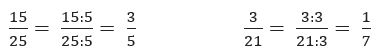 15/25 = 15:5/25:5 = 3/5     3/21 = 3:3/21:3 = 1/7